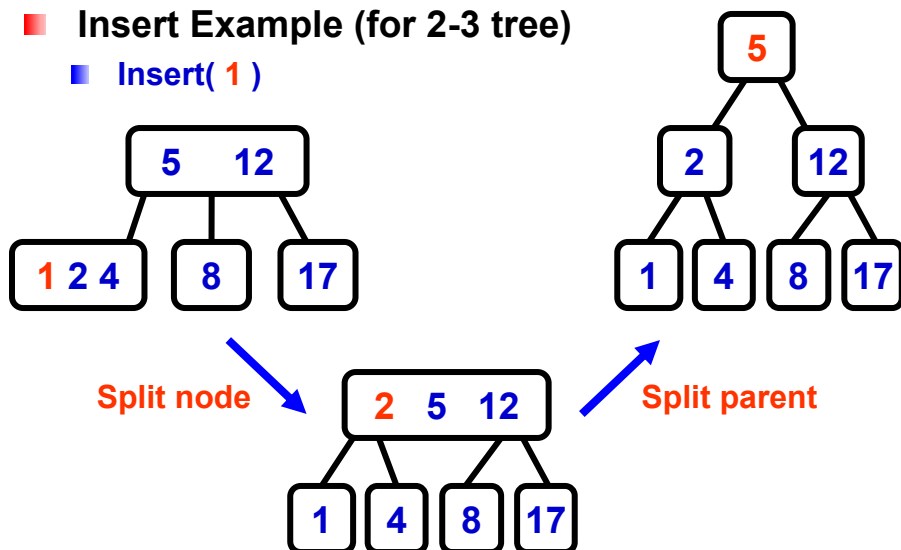 Insert Example (for 2-3 tree)
Insert( 1 )
5 12
1 2 4
8
17
Split node
2 5 12
1
4
8
17
Split parent
5
2
12
1
4
8
17